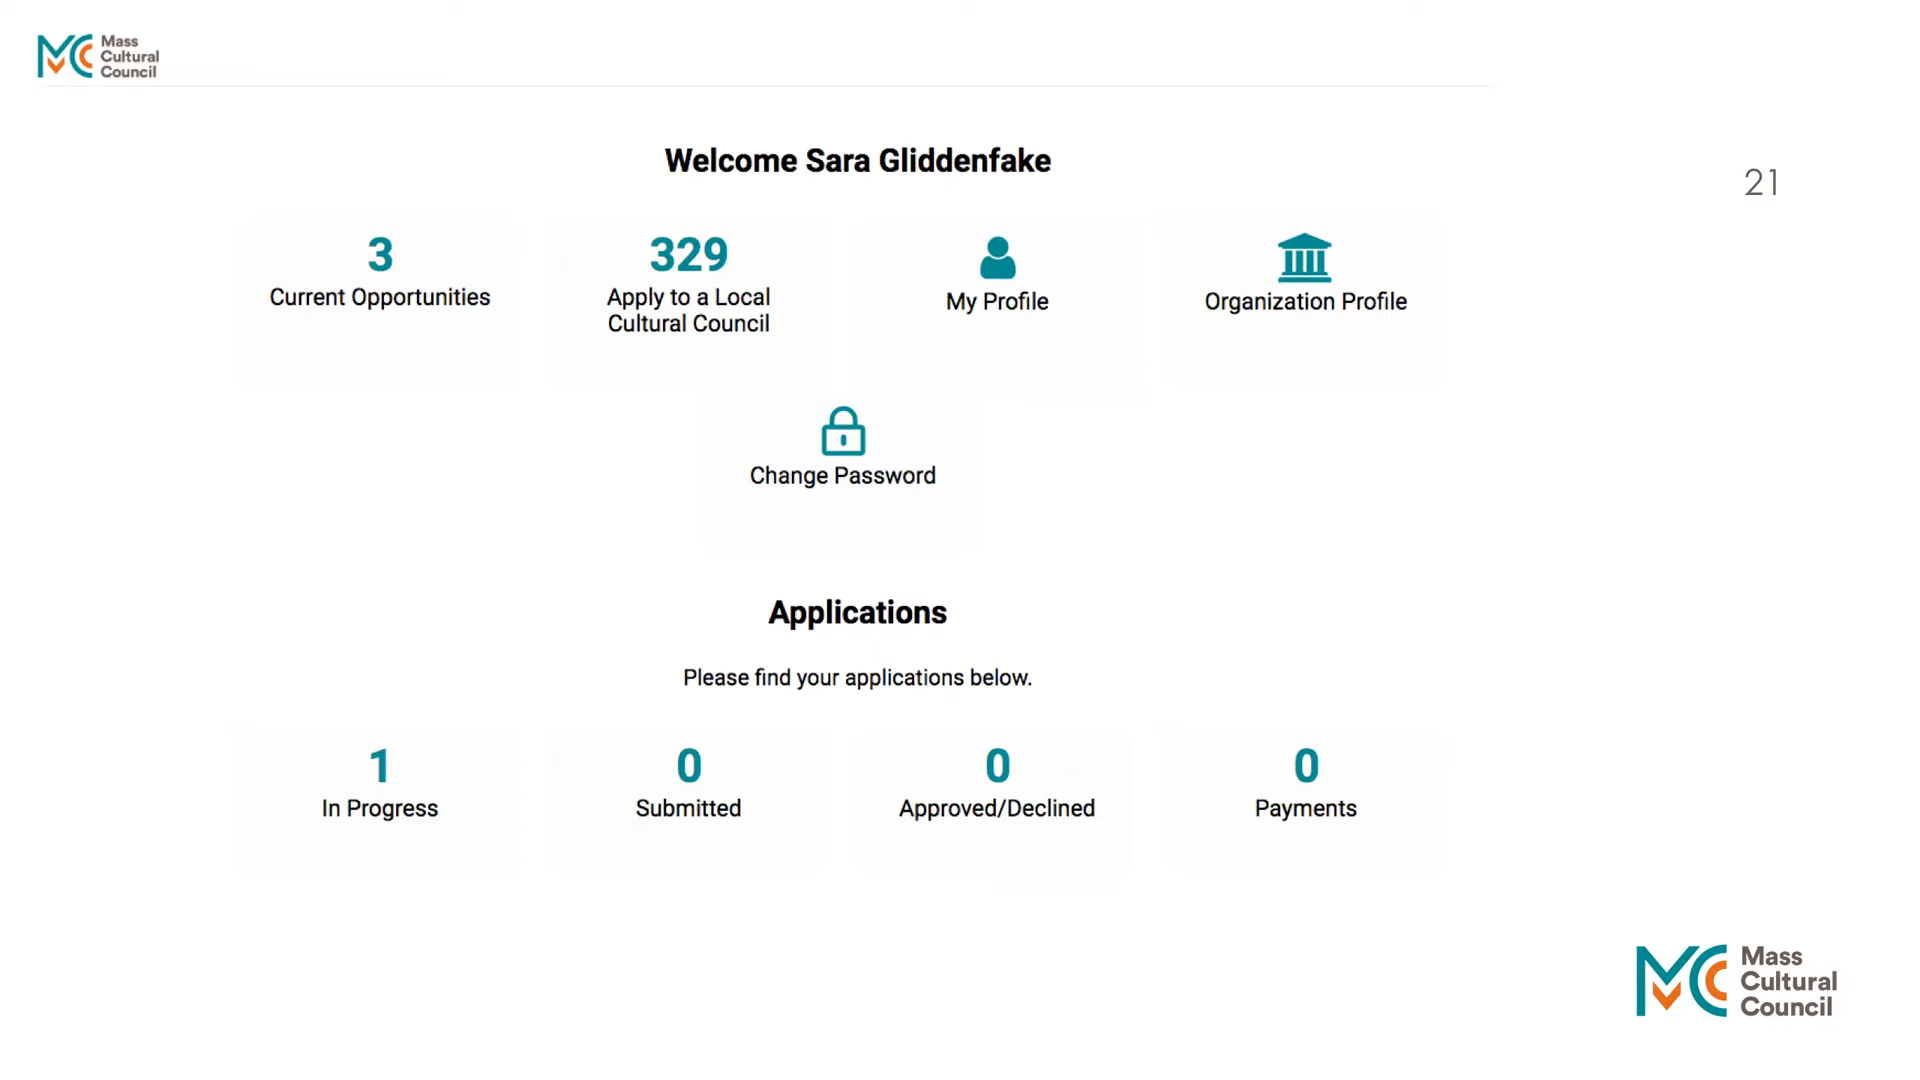 Mass
Cultural
Council
Welcome Sara Gliddenfake
21
3
Current Opportunities
329
Apply to a Local
Cultural Council
My Profile
Organization Profile
Change Password
Applications
Please find your applications below.
1
In Progress
0
Submitted
0
Approved/Declined
0
Payments
Mass
Cultural
Council